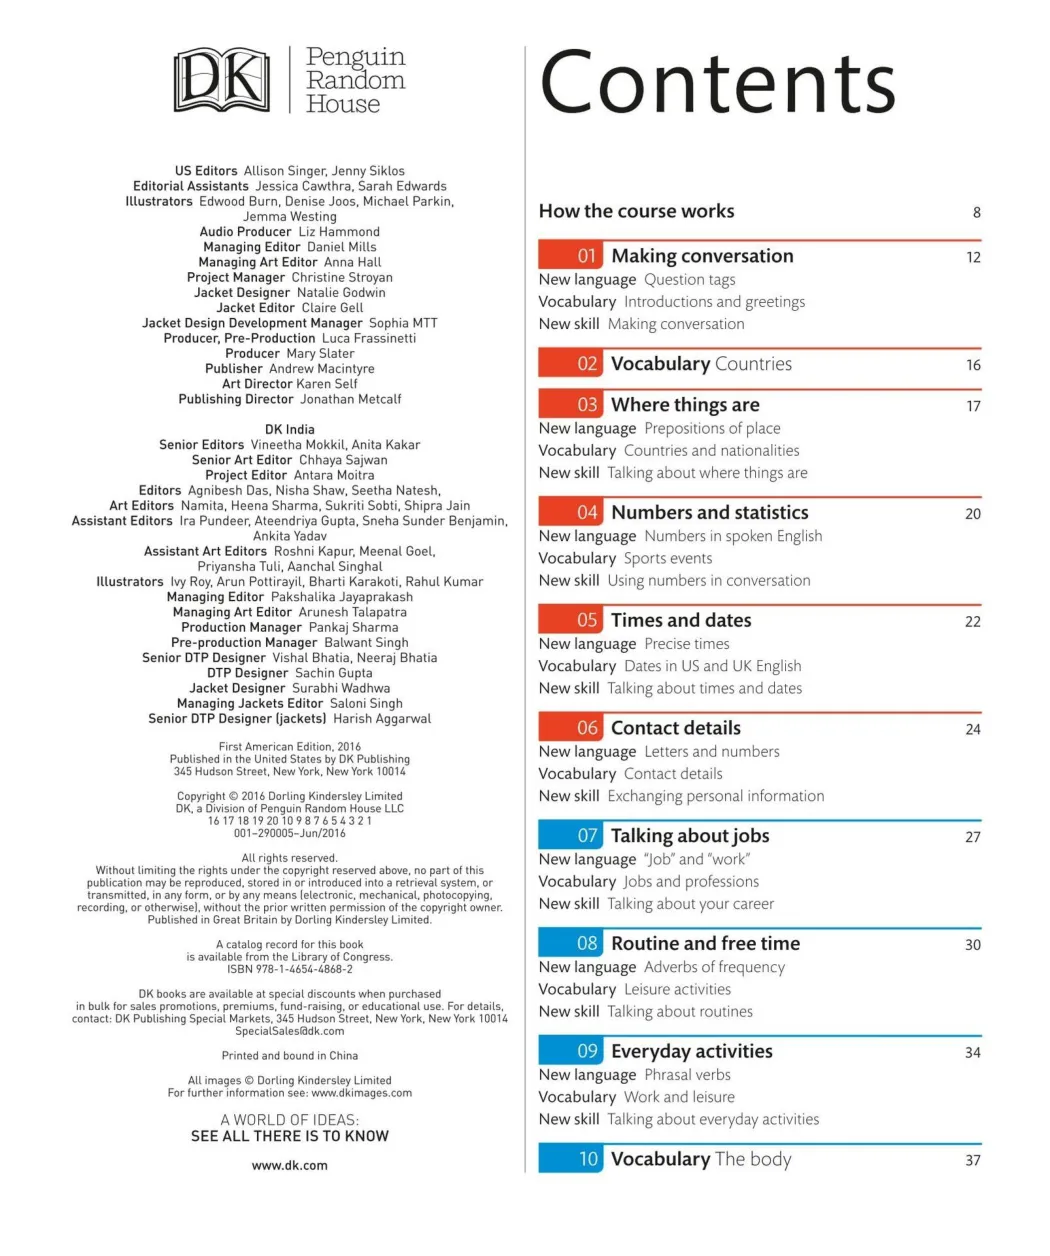 DK
Penguin
Random
House
US Editors Allison Singer, Jenny Siklos
Editorial Assistants Jessica Cawthra, Sarah Edwards
Illustrators Edwood Burn, Denise Joos, Michael Parkin,
Jemma Westing
Audio Producer Liz Hammond
Managing Editor Daniel Mills
Managing Art Editor Anna Hall
Project Manager Christine Stroyan
Jacket Designer Natalie Godwin
Jacket Editor Claire Gell
Jacket Design Development Manager Sophia MTT
Producer, Pre-Production Luca Frassinetti
Producer Mary Slater
Publisher Andrew Macintyre
Art Director Karen Self
Publishing Director Jonathan Metcalf
DK India
Senior Editors Vineetha Mokkil, Anita Kakar
Senior Art Editor Chhaya Sajwan
Project Editor Antara Moitra
Editors Agnibesh Das, Nisha Shaw, Seetha Natesh,
Art Editors Namita, Heena Sharma, Sukriti Sobti, Shipra Jain
Assistant Editors Ira Pundeer, Ateendriya Gupta, Sneha Sunder Benjamin,
Ankita Yadav
Assistant Art Editors Roshni Kapur, Meenal Goel,
Priyansha Tuli, Aanchal Singhal
Illustrators Ivy Roy, Arun Pottirayil, Bharti Karakoti, Rahul Kumar
Managing Editor Pakshalika Jayaprakash
Managing Art Editor Arunesh Talapatra
Production Manager Pankaj Sharma
Pre-production Manager Balwant Singh
Senior DTP Designer Vishal Bhatia, Neeraj Bhatia
DTP Designer Sachin Gupta
Jacket Designer Surabhi Wadhwa
Managing Jackets Editor Saloni Singh
Senior DTP Designer (jackets) Harish Aggarwal
First American Edition, 2016
Published in the United States by DK Publishing
345 Hudson Street, New York, New York 10014
Copyright © 2016 Dorling Kindersley Limited
DK, a Division of Penguin Random House LLC
16 17 18 19 20 10 9 8 7 6 5 4 3 2 1
001–290005–Jun/2016
All rights reserved.
Without limiting the rights under the copyright reserved above, no part of this
publication may be reproduced, stored in or introduced into a retrieval system, or
transmitted, in any form, or by any means (electronic, mechanical, photocopying,
recording, or otherwise), without the prior written permission of the copyright owner.
Published in Great Britain by Dorling Kindersley Limited.
A catalog record for this book
is available from the Library of Congress.
ISBN 978-1-4654-4868-2
DK books are available at special discounts when purchased
in bulk for sales promotions, premiums, fund-raising, or educational use. For details,
contact: DK Publishing Special Markets, 345 Hudson Street, New York, New York 10014
SpecialSales@dk.com
Printed and bound in China
All images © Dorling Kindersley Limited
For further information see: www.dkimages.com
A WORLD OF IDEAS:
SEE ALL THERE IS TO KNOW
www.dk.com
Contents
How the course works 8
01 Making conversation 12
New language Question tags
Vocabulary Introductions and greetings
New skill Making conversation
02 Vocabulary Countries 16
03 Where things are 17
New language Prepositions of place
Vocabulary Countries and nationalities
New skill Talking about where things are
04 Numbers and statistics 20
New language Numbers in spoken English
Vocabulary Sports events
New skill Using numbers in conversation
05 Times and dates 22
New language Precise times
Vocabulary Dates in US and UK English
New skill Talking about times and dates
06 Contact details 24
New language Letters and numbers
Vocabulary Contact details
New skill Exchanging personal information
07 Talking about jobs 27
New language “Job” and “work”
Vocabulary Jobs and professions
New skill Talking about your career
08 Routine and free time 30
New language Adverbs of frequency
Vocabulary Leisure activities
New skill Talking about routines
09 Everyday activities 34
New language Phrasal verbs
Vocabulary Work and leisure
New skill Talking about everyday activities
10 Vocabulary The body 37